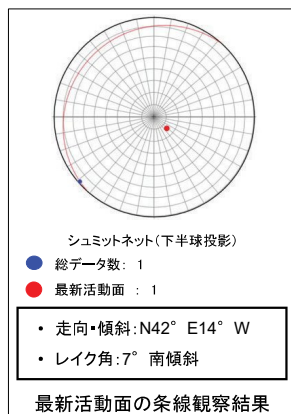 シュミットネット(下半球投影)
総データ数: 1
最新活動面 : 1
・ 走向・傾斜:N42° E14° W
・ レイク角:7° 南傾斜
最新活動面の条線観察結果